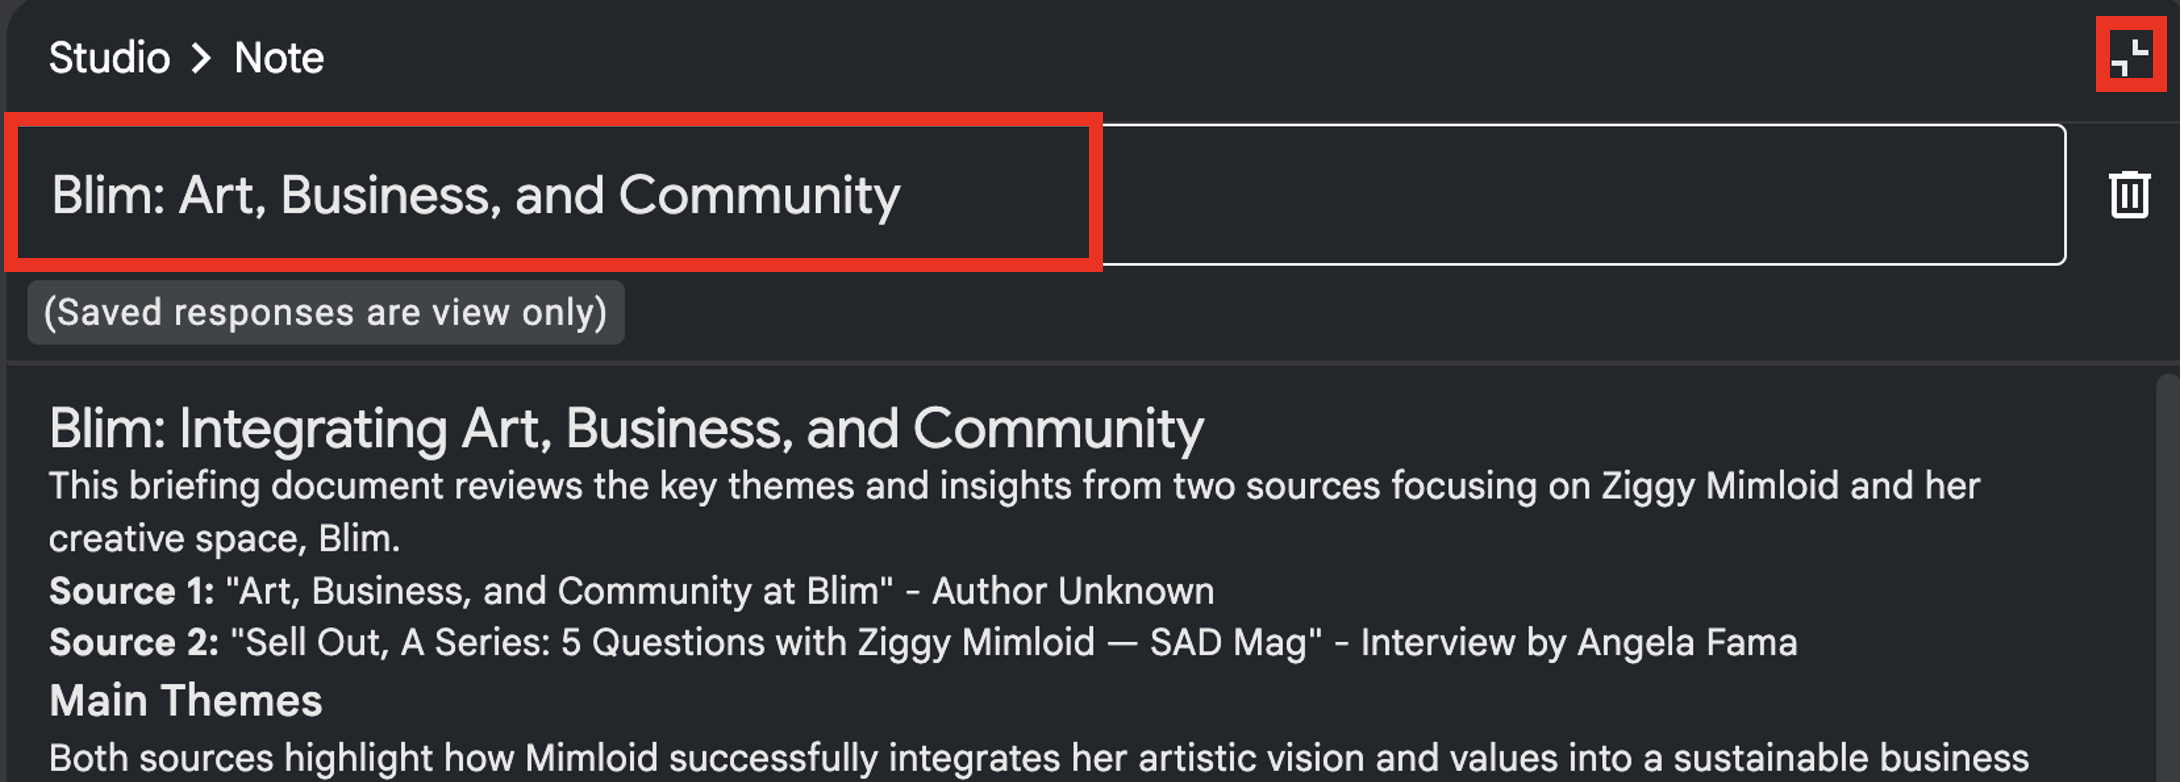 Studio > Note
Blim: Art, Business, and Community
(Saved responses are view only)
Blim: Integrating Art, Business, and Community
This briefing document reviews the key themes and insights from two sources focusing on Ziggy Mimloid and her
creative space, Blim.
Source 1: "Art, Business, and Community at Blim" - Author Unknown
Source 2: "Sell Out, A Series: 5 Questions with Ziggy Mimloid — SAD Mag" - Interview by Angela Fama
Main Themes
Both sources highlight how Mimloid successfully integrates her artistic vision and values into a sustainable business